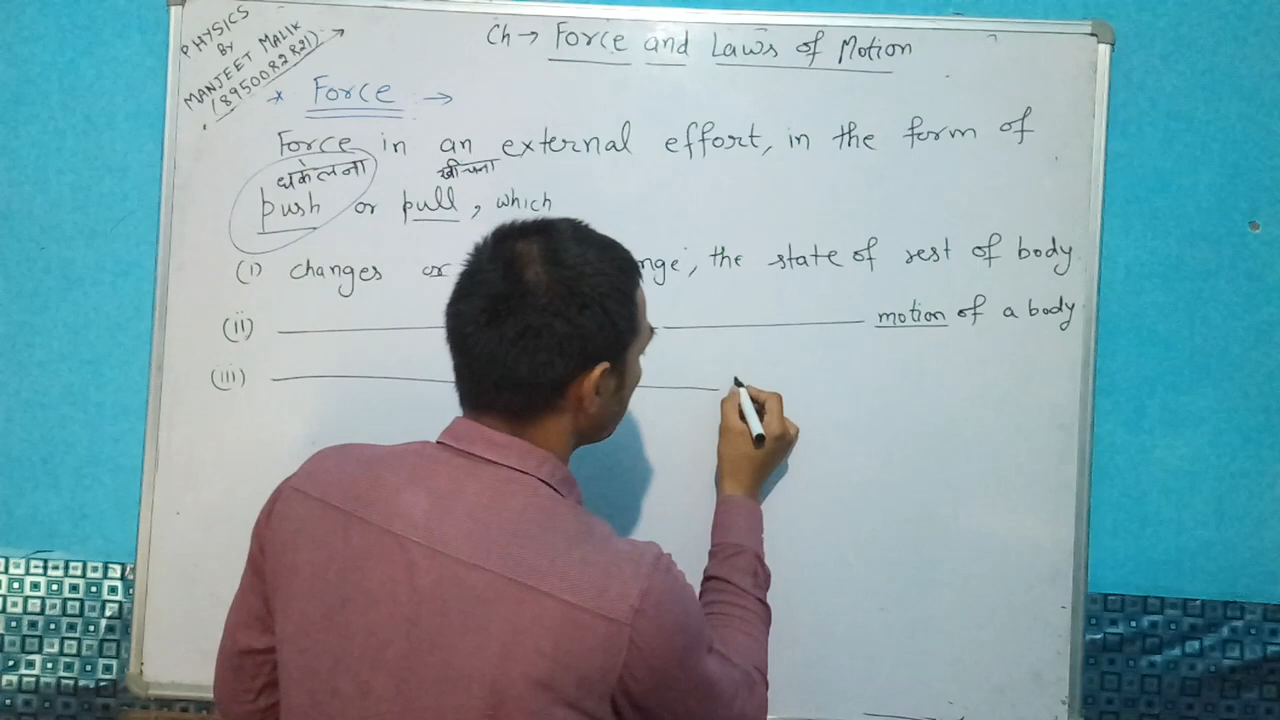 PHYSICS
By
MANJEET MALIK
(8950082821)
Ch → Force and Laws of Motion
* Force →
Force in an external effort, in the form of
धकेलना खींचना
push or pull, which
(i) changes or nge, the state of rest of body
(ii) motion of a body
(iii)